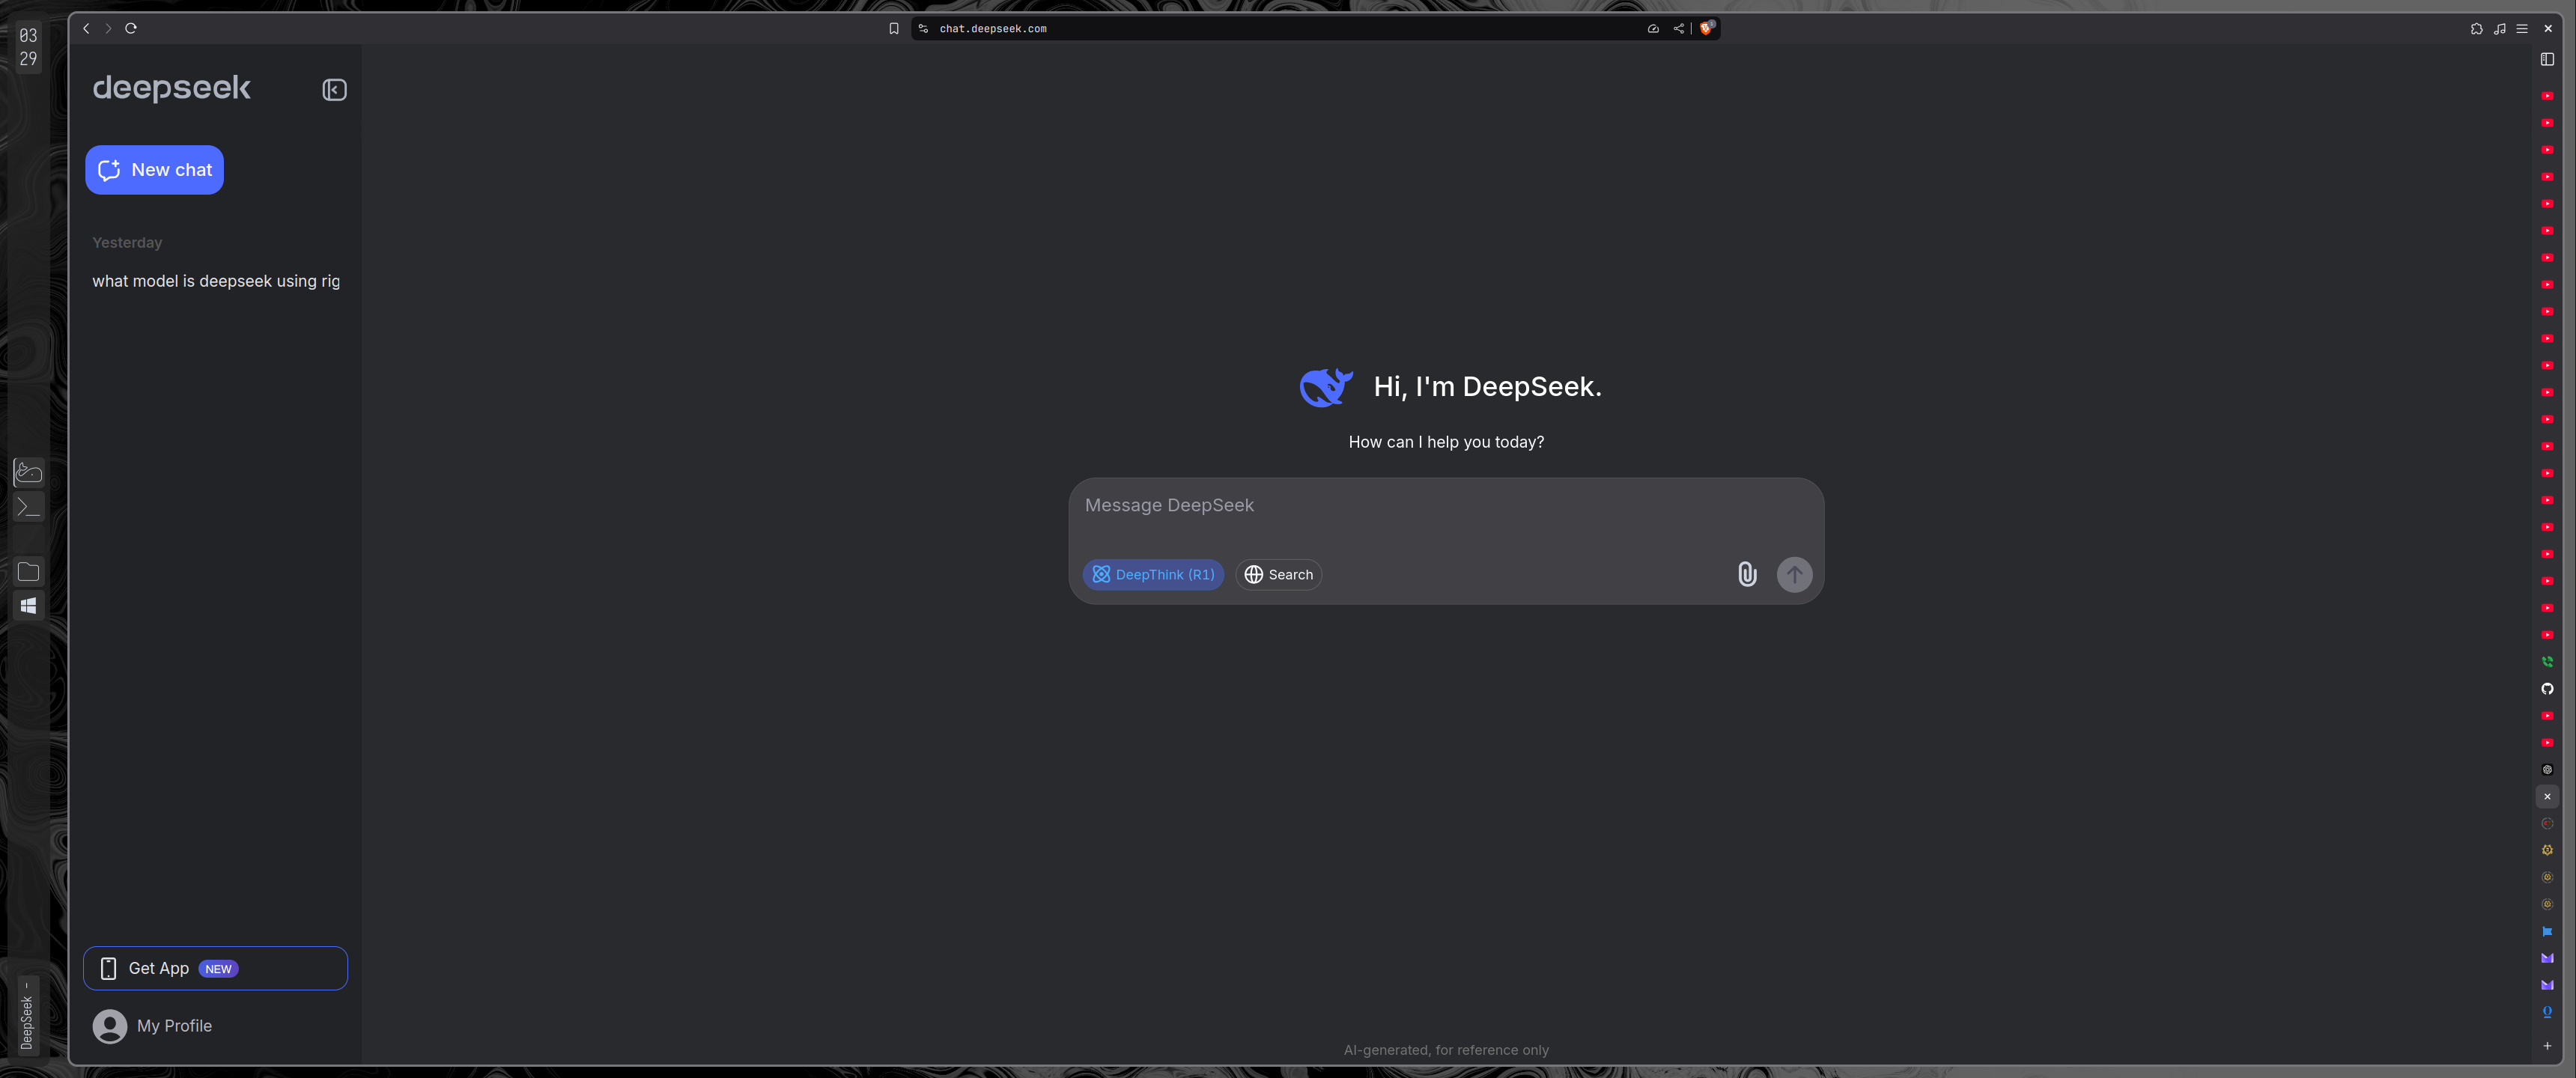 03
29
chat.deepseek.com
deepseek
New chat
Yesterday
what model is deepseek using rig
Hi, I'm DeepSeek.
How can I help you today?
Message DeepSeek
DeepThink (R1)
Search
Get App NEW
My Profile
AI-generated, for reference only
DeepSeek –